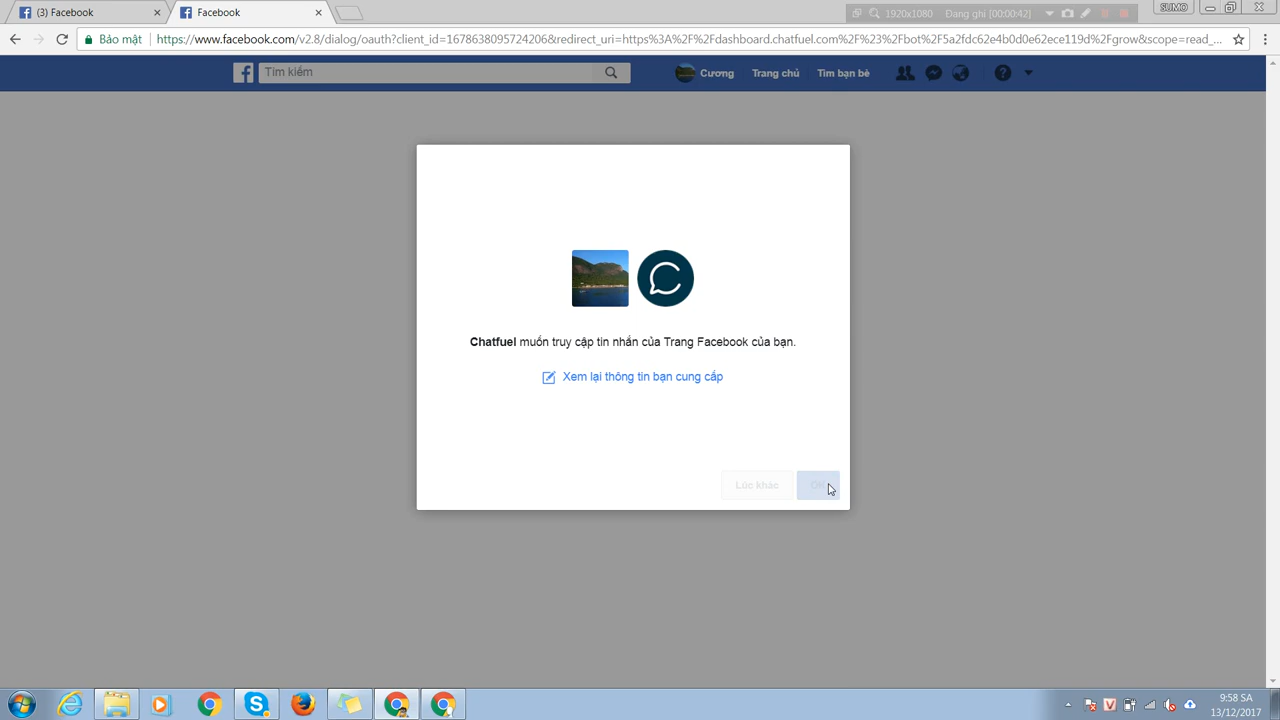 (3) Facebook
Facebook
1920x1080
Đang ghi [00:00:42]
SUMO
Bảo mật
https://www.facebook.com/v2.8/dialog/oauth?client_id=1678638095724206&redirect_uri=https%3A%2F%2Fdashboard.chatfuel.com%2F%23%2Fbot%2F5a2fdc62e4b0d0e62ece119d%2Fgrow&scope=read_...
Tìm kiếm
Cương
Trang chủ
Tìm bạn bè
Chatfuel muốn truy cập tin nhắn của Trang Facebook của bạn.
Xem lại thông tin bạn cung cấp
Lúc khác
OK
9:58 SA
13/12/2017